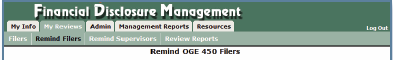 Financial Disclosure Management
My Info My Reviews Admin Management Reports Resources Log Out
Filers Remind Filers Remind Supervisors Review Reports
Remind OGE 450 Filers